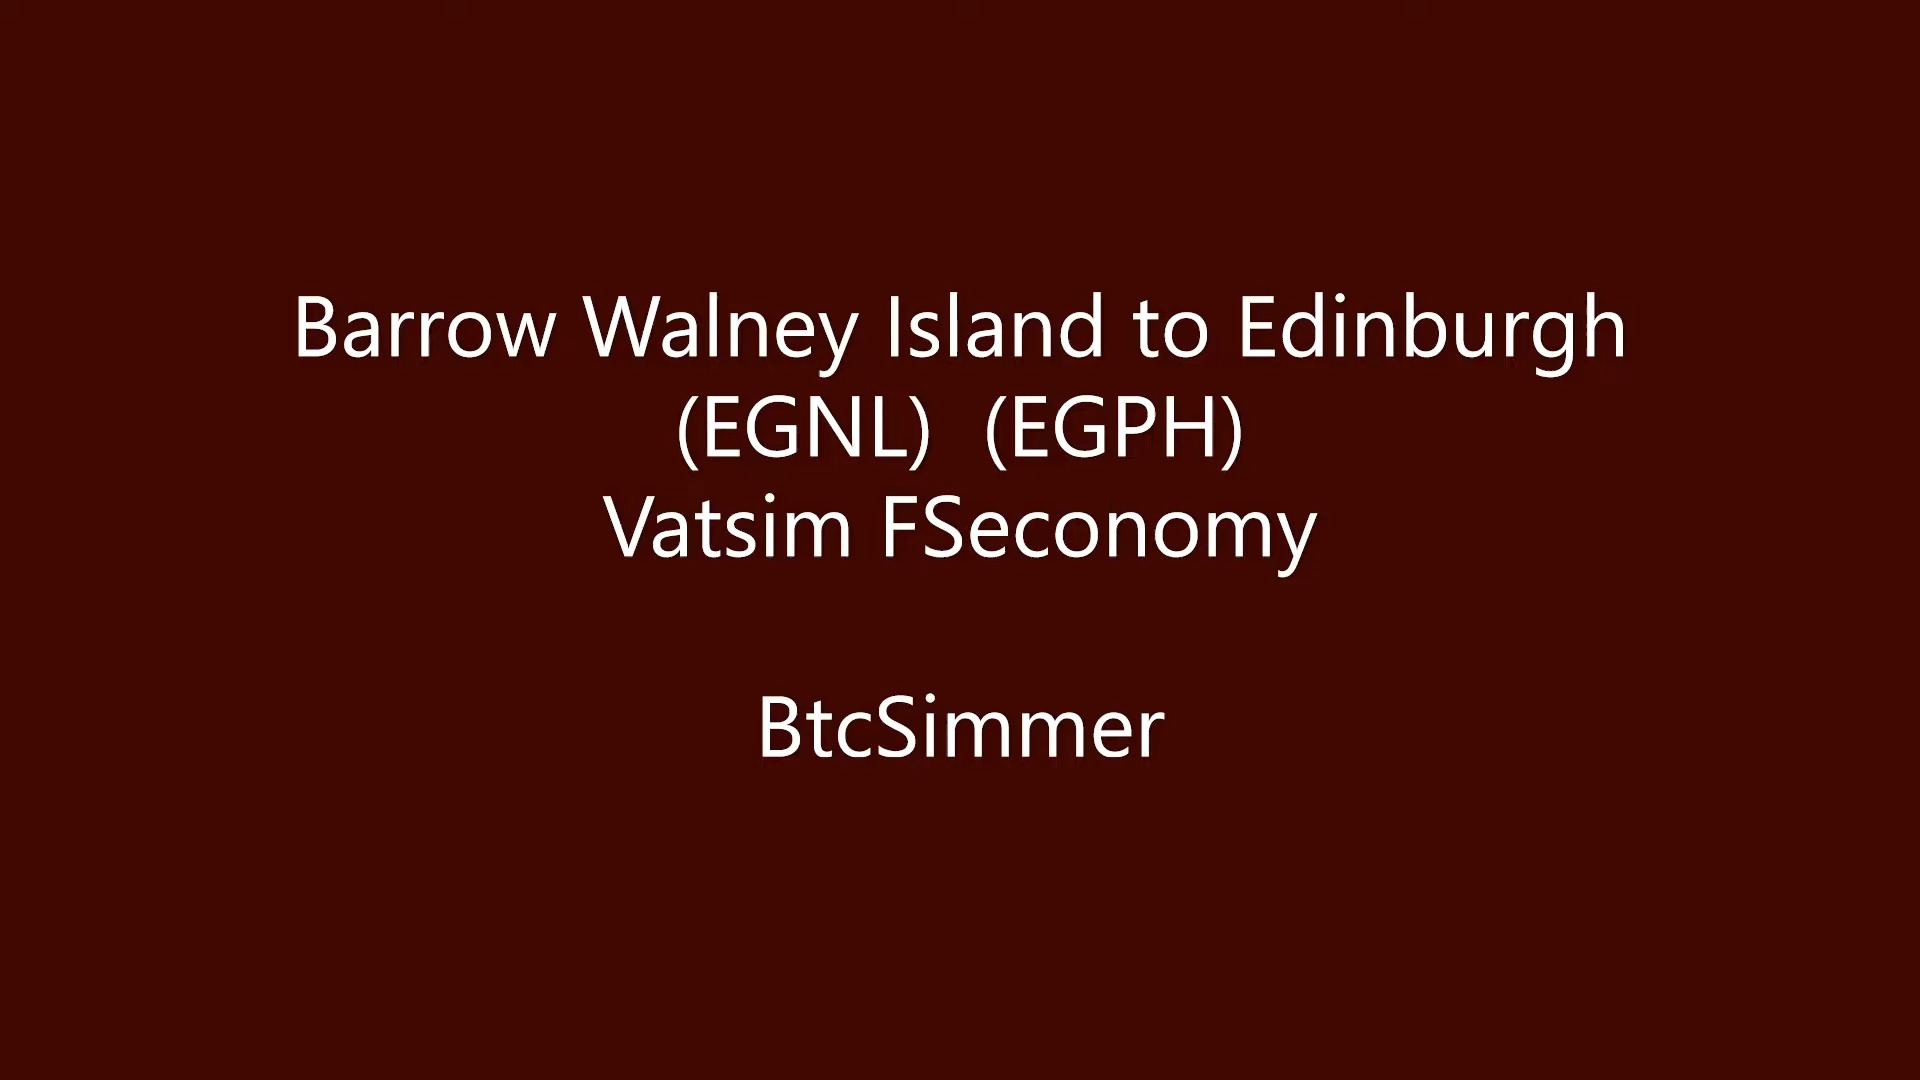 Barrow Walney Island to Edinburgh
(EGNL)  (EGPH)
Vatsim FSeconomy
BtcSimmer